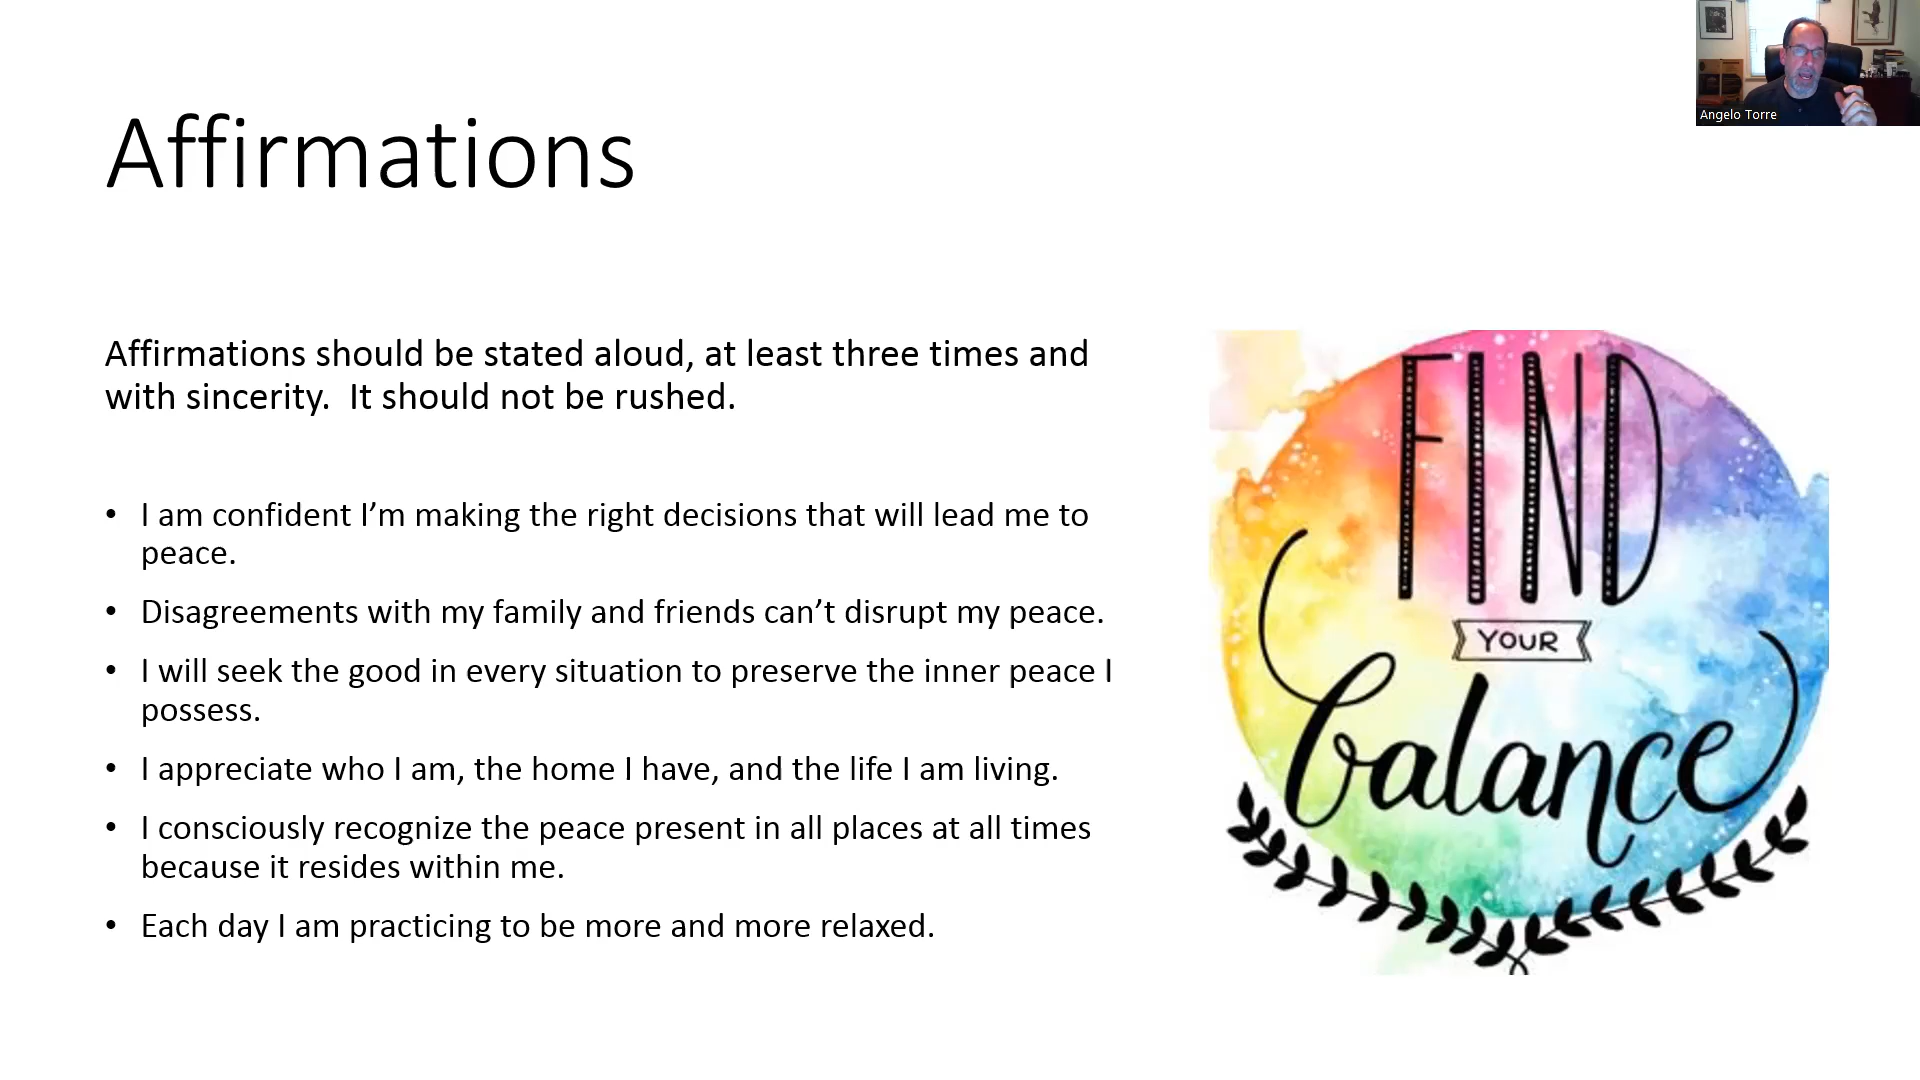 Angelo Torre
Affirmations
Affirmations should be stated aloud, at least three times and
with sincerity.  It should not be rushed.
• I am confident I’m making the right decisions that will lead me to
peace.
• Disagreements with my family and friends can’t disrupt my peace.
• I will seek the good in every situation to preserve the inner peace I
possess.
• I appreciate who I am, the home I have, and the life I am living.
• I consciously recognize the peace present in all places at all times
because it resides within me.
• Each day I am practicing to be more and more relaxed.
FIND
YOUR
balance